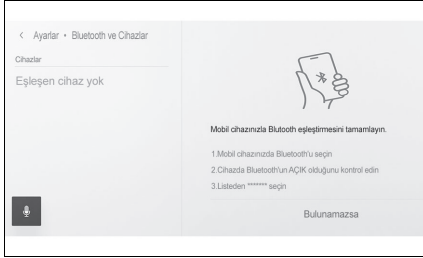 < Ayarlar • Bluetooth ve Cihazlar
Cihazlar
Eşleşen cihaz yok
Mobil cihazınızla Blutooth eşleştirmesini tamamlayın.
1.Mobil cihazınızda Bluetooth'u seçin
2.Cihazda Bluetooth'un AÇIK olduğunu kontrol edin
3.Listeden ******* seçin
Bulunamazsa